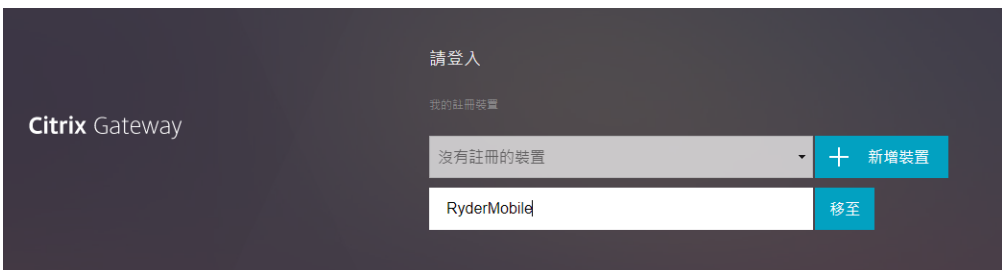 請登入
我的註冊裝置
Citrix Gateway
沒有註冊的裝置
新增裝置
RyderMobile
移至